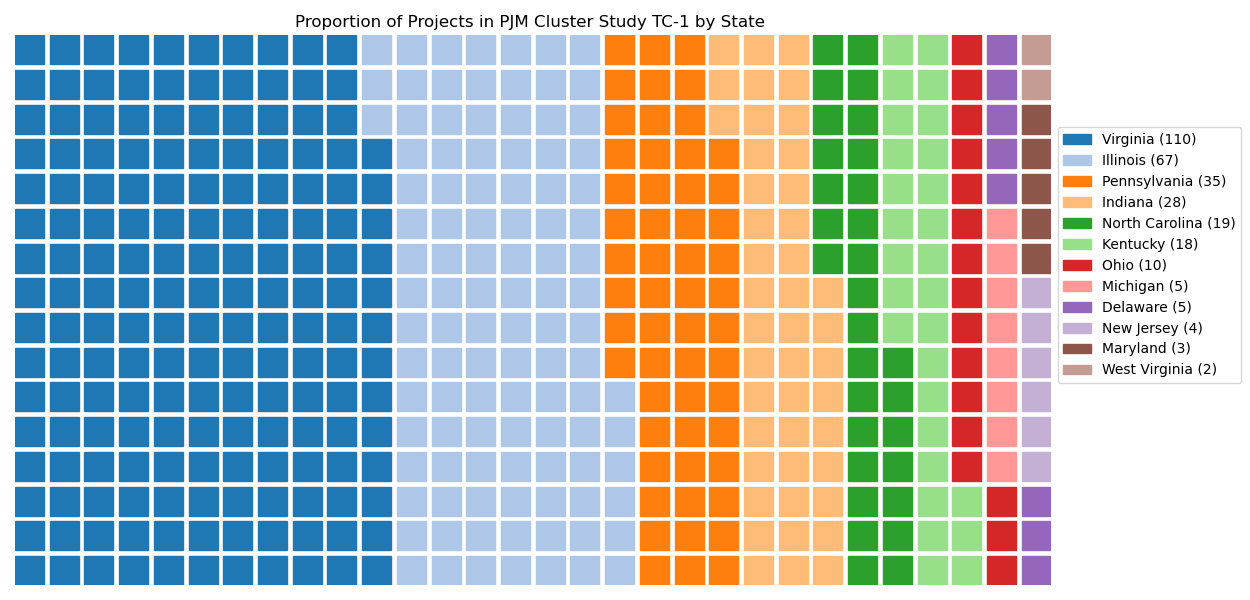 Proportion of Projects in PJM Cluster Study TC-1 by State
Virginia (110)
Illinois (67)
Pennsylvania (35)
Indiana (28)
North Carolina (19)
Kentucky (18)
Ohio (10)
Michigan (5)
Delaware (5)
New Jersey (4)
Maryland (3)
West Virginia (2)